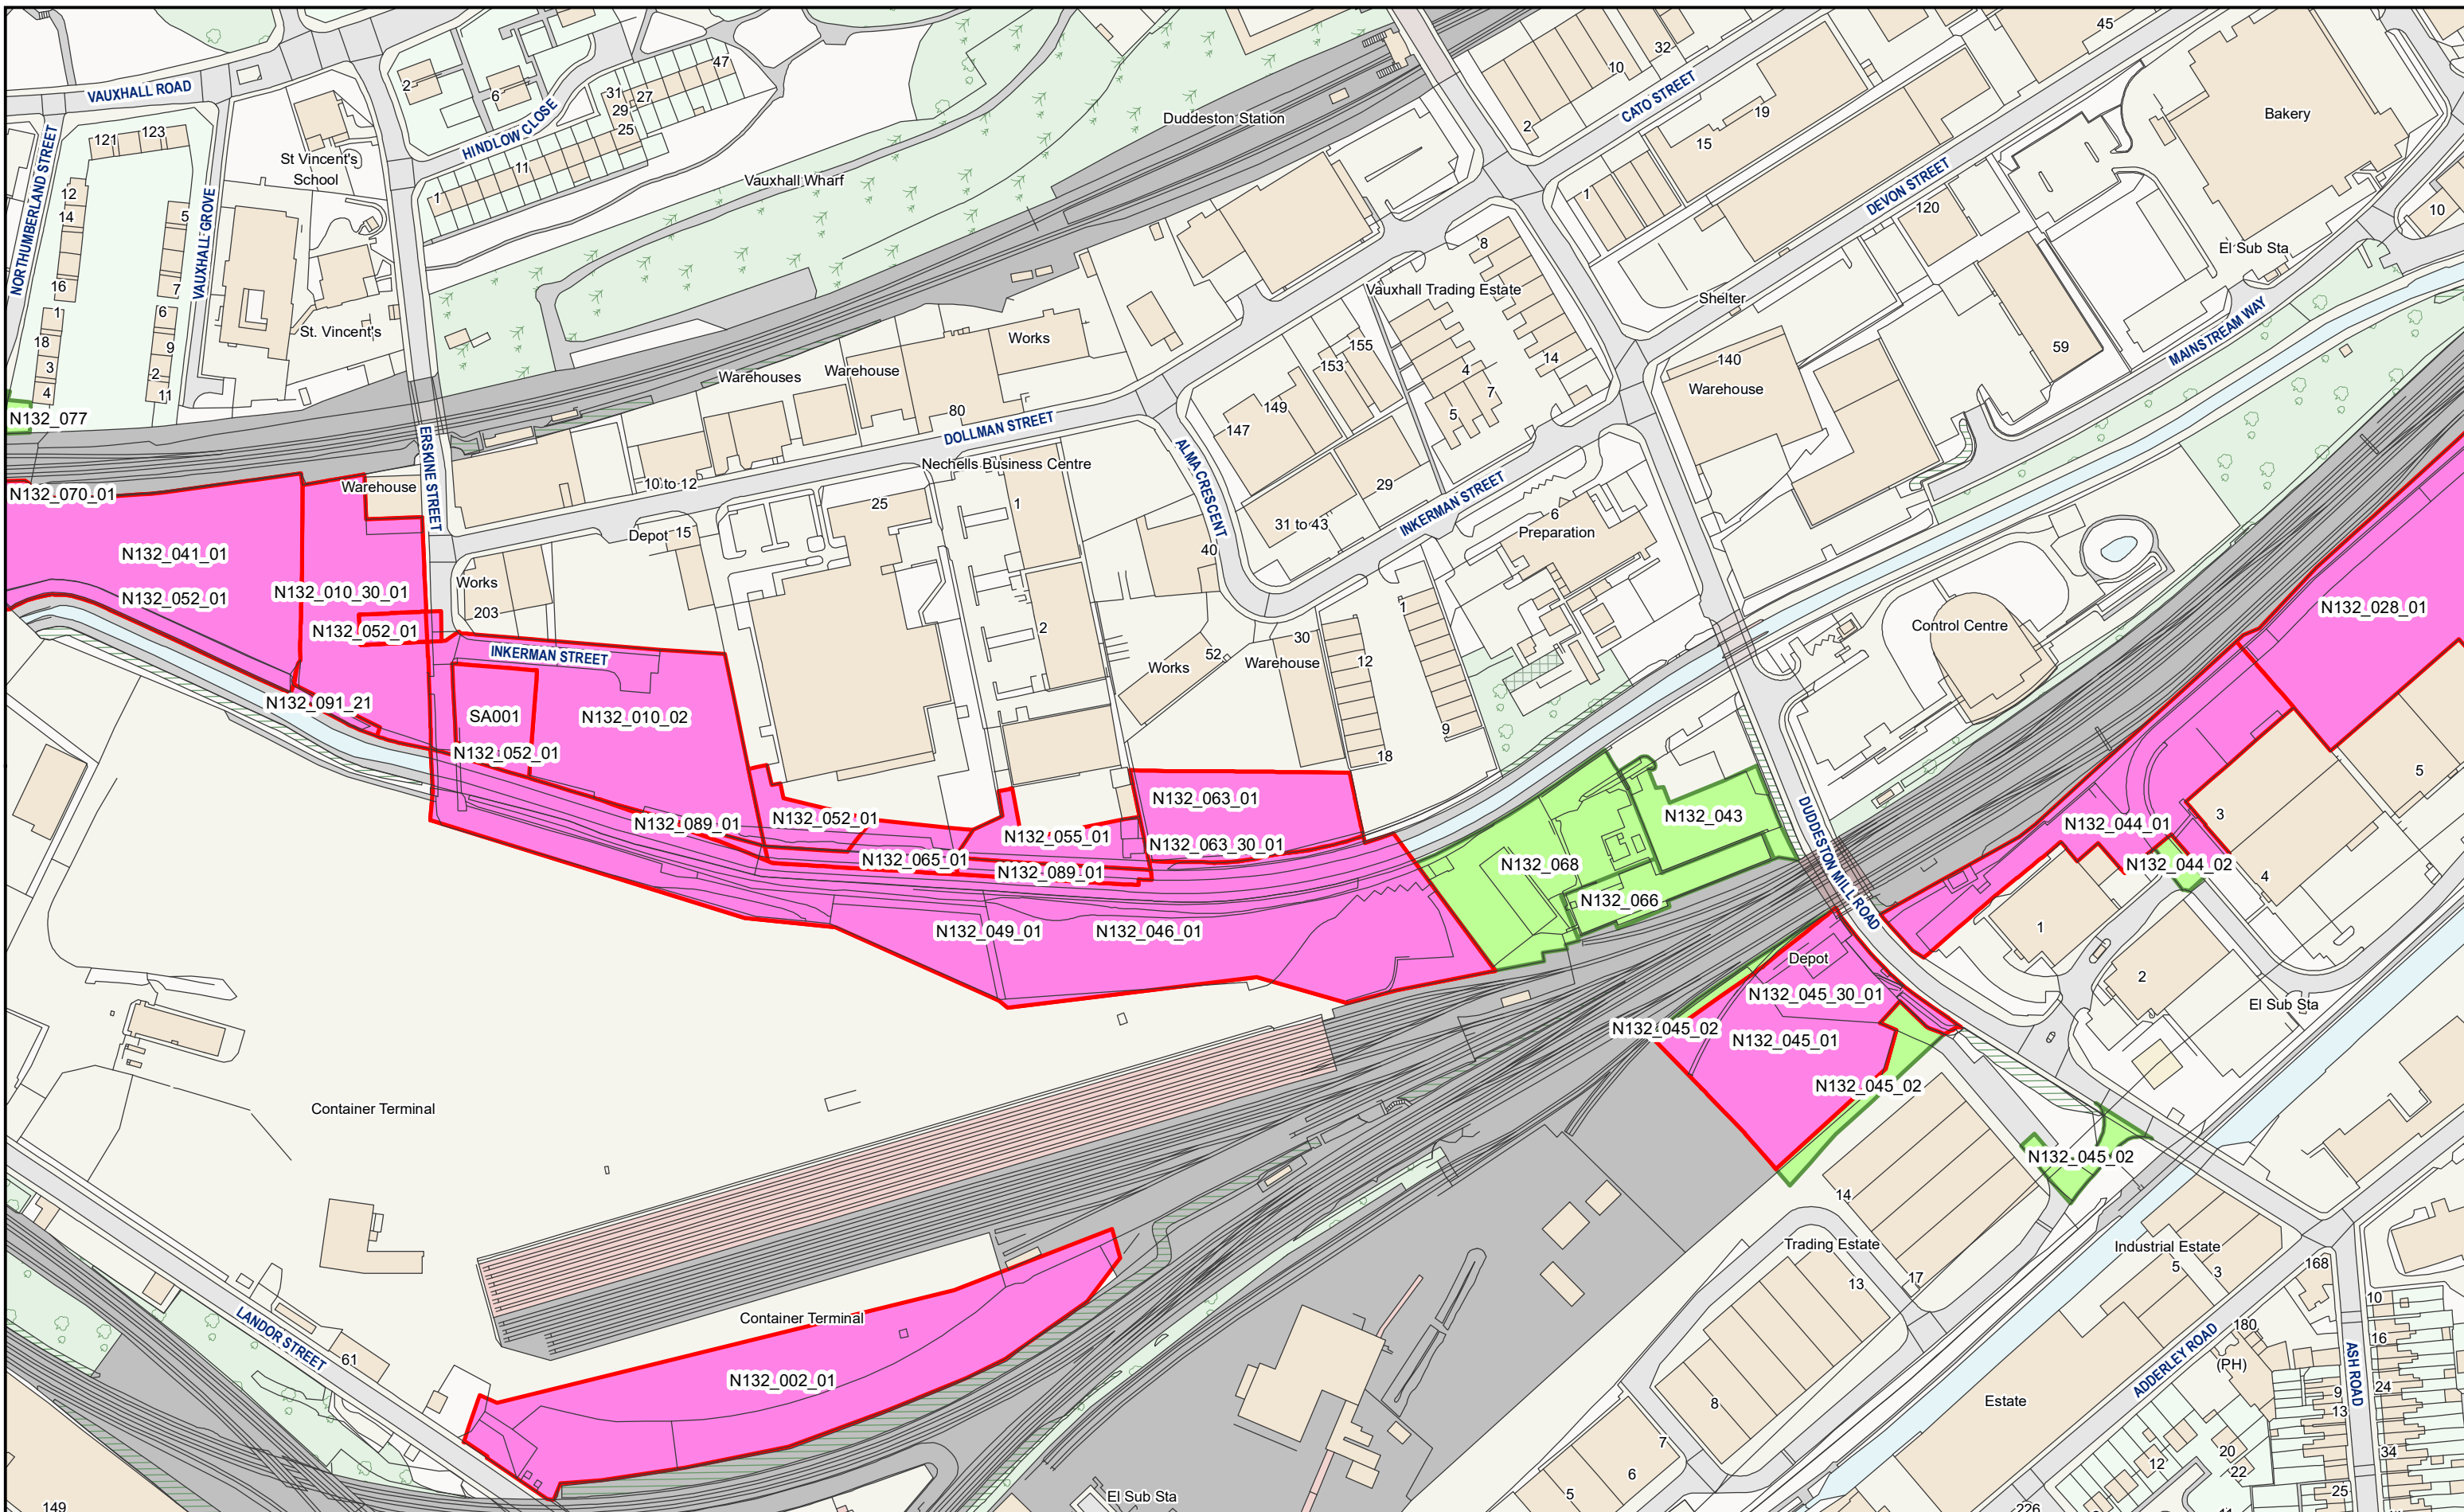 VAUXHALL ROAD
NORTHUMBERLAND STREET
VAUXHALL GROVE
121
123
12
14
16
1
18
3
4
5
7
6
9
2
11
St Vincent's
School
St. Vincent's
2
6
HINDLOW CLOSE
31
29
27
25
47
11
1
Vauxhall Wharf
Duddeston Station
CATO STREET
32
10
2
45
15
19
1
Bakery
DEVON STREET
120
10
El Sub Sta
MAINSTREAM WAY
59
Shelter
140
Warehouse
8
Vauxhall Trading Estate
14
4
7
5
155
153
149
147
Works
Warehouse
Warehouses
80
DOLLMAN STREET
ALMA CRESCENT
Nechells Business Centre
10 to 12
Depot
15
25
1
2
40
29
31 to 43
INKERMAN STREET
6
Preparation
Control Centre
N132_077
N132_070_01
Warehouse
ERSKINE STREET
N132_041_01
N132_052_01
N132_010_30_01
N132_052_01
N132_091_21
Works
203
INKERMAN STREET
SA001
N132_010_02
N132_052_01
N132_089_01
N132_052_01
N132_065_01
N132_055_01
N132_089_01
N132_063_01
N132_063_30_01
Works
52
Warehouse
30
12
18
1
9
N132_049_01
N132_046_01
N132_068
N132_043
N132_066
DUDDESTON MILL ROAD
N132_028_01
N132_044_01
N132_044_02
5
3
4
1
2
El Sub Sta
Depot
N132_045_30_01
N132_045_02
N132_045_01
N132_045_02
N132_045_02
Container Terminal
Container Terminal
N132_002_01
LANDOR STREET
61
149
El Sub Sta
14
Trading Estate
13
17
8
7
6
5
Industrial Estate
5
3
168
Estate
ADDERLEY ROAD
180
(PH)
ASH ROAD
10
16
24
34
9
13
20
22
12
25
226